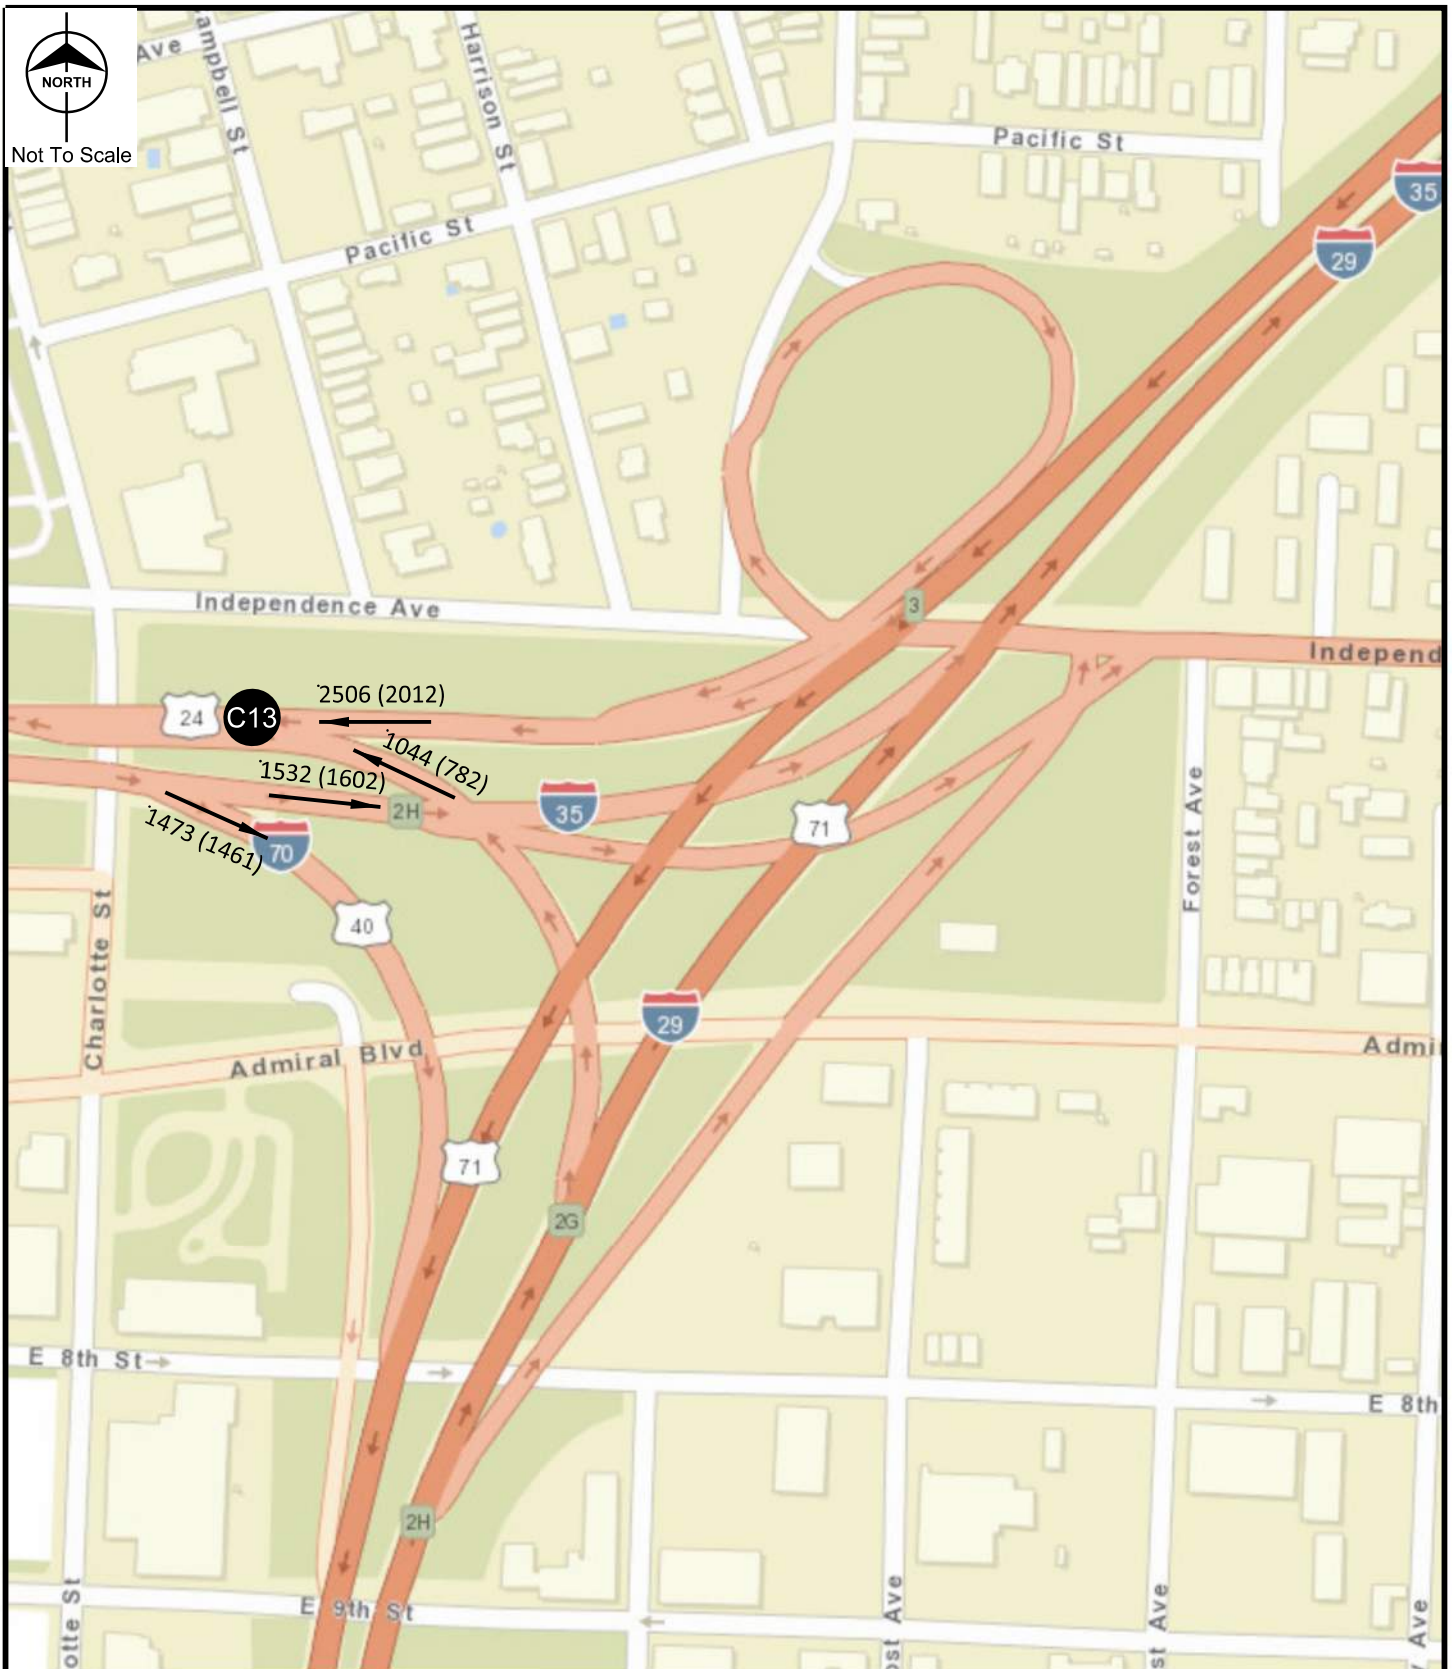 NORTH
Not To Scale
Ave
ampbell St
Harrison St
Pacific St
35
29
Pacific St
3
Independence Ave
Independ
24
C13
2506 (2012)
1044 (782)
1532 (1602)
2H
35
1473 (1461)
70
71
Forest Ave
40
Charlotte St
29
Admiral Blvd
Admi
71
2G
E 8th St
E 8th
2H
E 9th St
otte St
ost Ave
st Ave
Ave